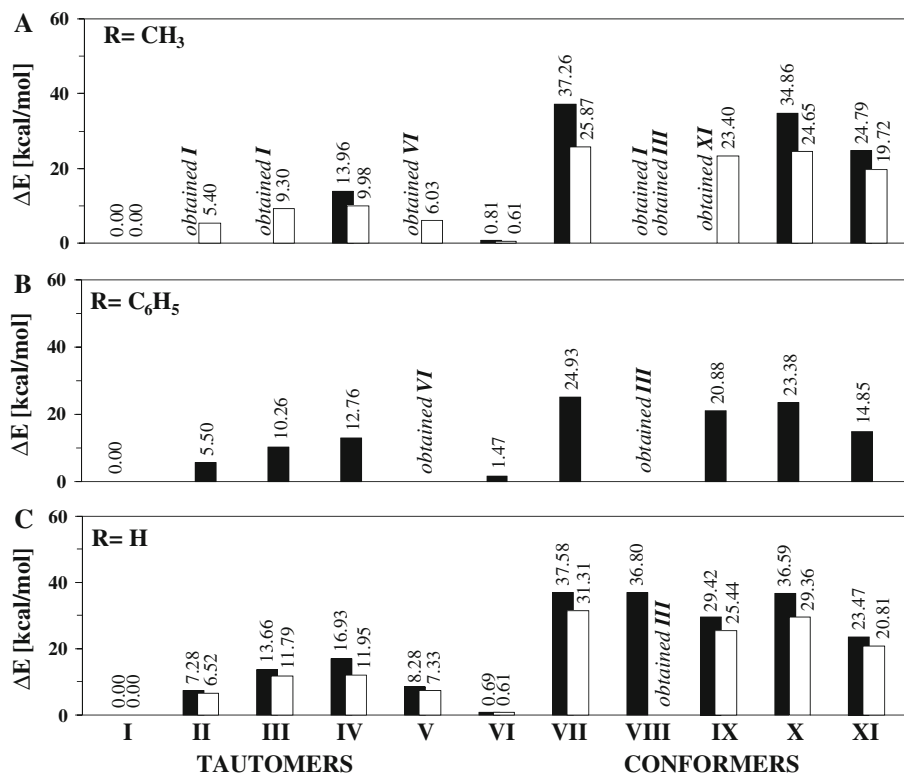 A
R= CH₃
ΔE [kcal/mol]
60
40
20
0
0.00
0.00
obtained I
5.40
obtained I
9.30
13.96
9.98
obtained VI
6.03
0.81
0.61
37.26
25.87
obtained I
obtained III
obtained XI
23.40
34.86
24.65
24.79
19.72
B
R= C₆H₅
ΔE [kcal/mol]
60
40
20
0
0.00
5.50
10.26
12.76
obtained VI
1.47
24.93
obtained III
20.88
23.38
14.85
C
R= H
ΔE [kcal/mol]
60
40
20
0
0.00
0.00
7.28
6.52
13.66
11.79
16.93
11.95
8.28
7.33
0.69
0.61
37.58
31.31
36.80
obtained III
29.42
25.44
36.59
29.36
23.47
20.81
I II III IV V VI VII VIII IX X XI
TAUTOMERS CONFORMERS